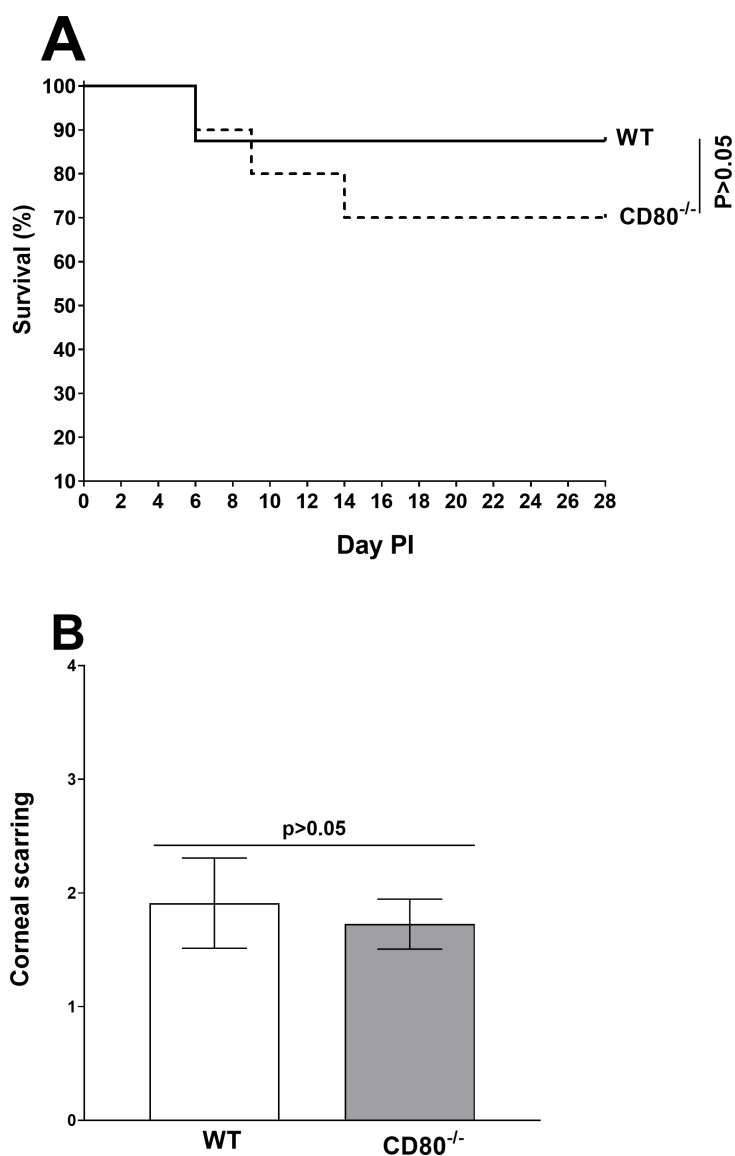 A
100
90
80
70
60
50
40
30
20
10
Survival (%)
WT
CD80-/-
P>0.05
0 2 4 6 8 10 12 14 16 18 20 22 24 26 28
Day PI
B
4
3
2
1
0
Corneal scarring
p>0.05
WT
CD80-/-